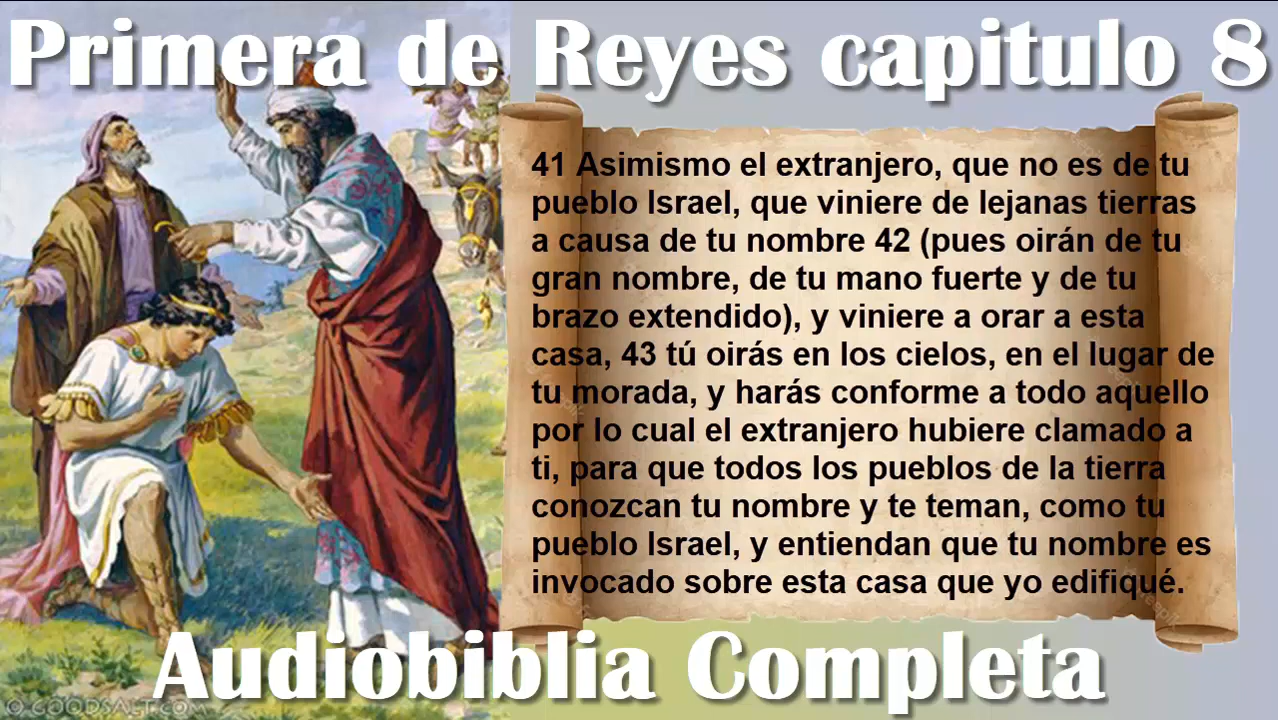 Primera de Reyes capitulo 8
41 Asimismo el extranjero, que no es de tu
pueblo Israel, que viniere de lejanas tierras
a causa de tu nombre 42 (pues oirán de tu
gran nombre, de tu mano fuerte y de tu
brazo extendido), y viniere a orar a esta
casa, 43 tú oirás en los cielos, en el lugar de
tu morada, y harás conforme a todo aquello
por lo cual el extranjero hubiere clamado a
ti, para que todos los pueblos de la tierra
conozcan tu nombre y te teman, como tu
pueblo Israel, y entiendan que tu nombre es
invocado sobre esta casa que yo edifiqué.
Audiobiblia Completa
© GOODSALT.COM